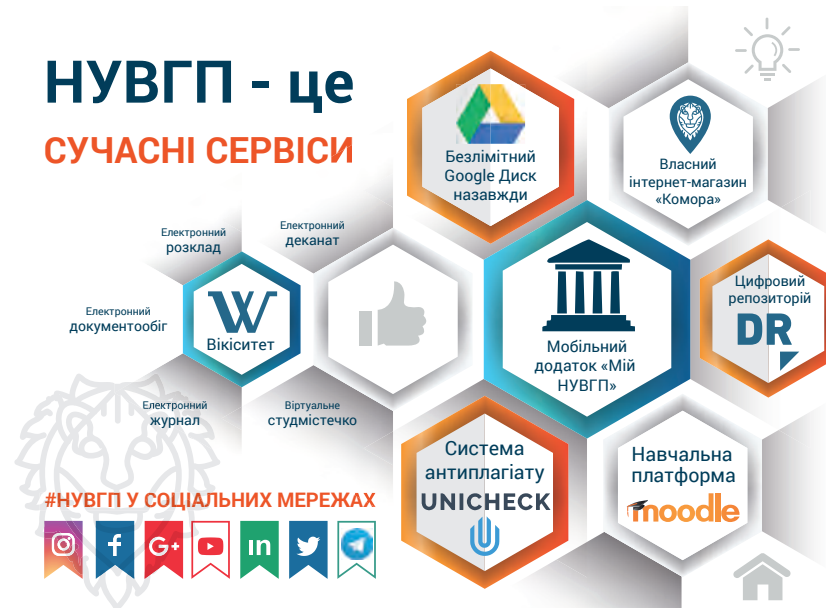 НУВГП - це
СУЧАСНІ СЕРВІСИ
Безлімітний
Google Диск
назавжди
Власний
інтернет-магазин
«Комора»
Електронний
розклад
Електронний
деканат
Електронний
документообіг
Вікіситет
Мобільний
додаток «Мій
НУВГП»
Цифровий
репозиторій
DR
Електронний
журнал
Віртуальне
студмістечко
Система
антиплагіату
UNICHECK
Навчальна
платформа
moodle
#НУВГП У СОЦІАЛЬНИХ МЕРЕЖАХ
f
G+
in